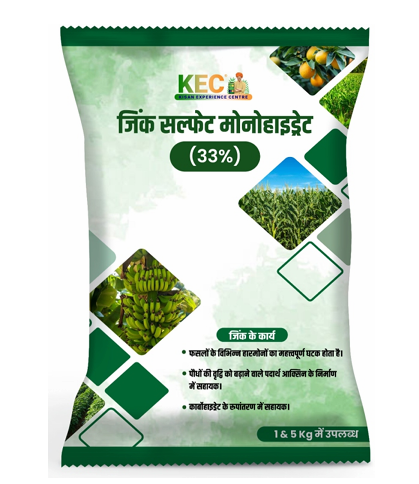 KEC
KISAN EXPERIENCE CENTRE
जिंक सल्फेट मोनोहाइड्रेट
(33%)
जिंक के कार्य
• फसलों के विभिन्न हारमोनों का महत्त्वपूर्ण घटक होता है।
• पौधों की वृद्वि को बढ़ाने वाले पदार्थ आक्सिन के निर्माण
में सहायक।
• कार्बोहाइड्रेट के रूपांतरण में सहायक।
1 & 5 Kg में उपलब्ध